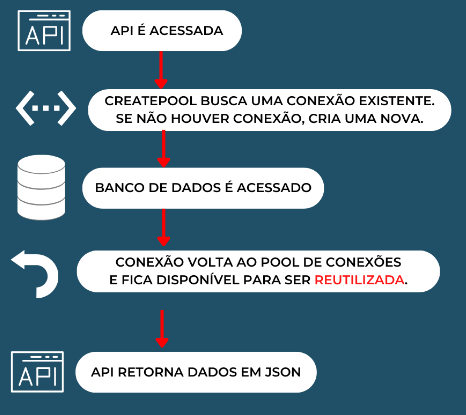 API
API É ACESSADA
CREATEPOOL BUSCA UMA CONEXÃO EXISTENTE.
SE NÃO HOUVER CONEXÃO, CRIA UMA NOVA.
BANCO DE DADOS É ACESSADO
CONEXÃO VOLTA AO POOL DE CONEXÕES
E FICA DISPONÍVEL PARA SER REUTILIZADA.
API
API RETORNA DADOS EM JSON